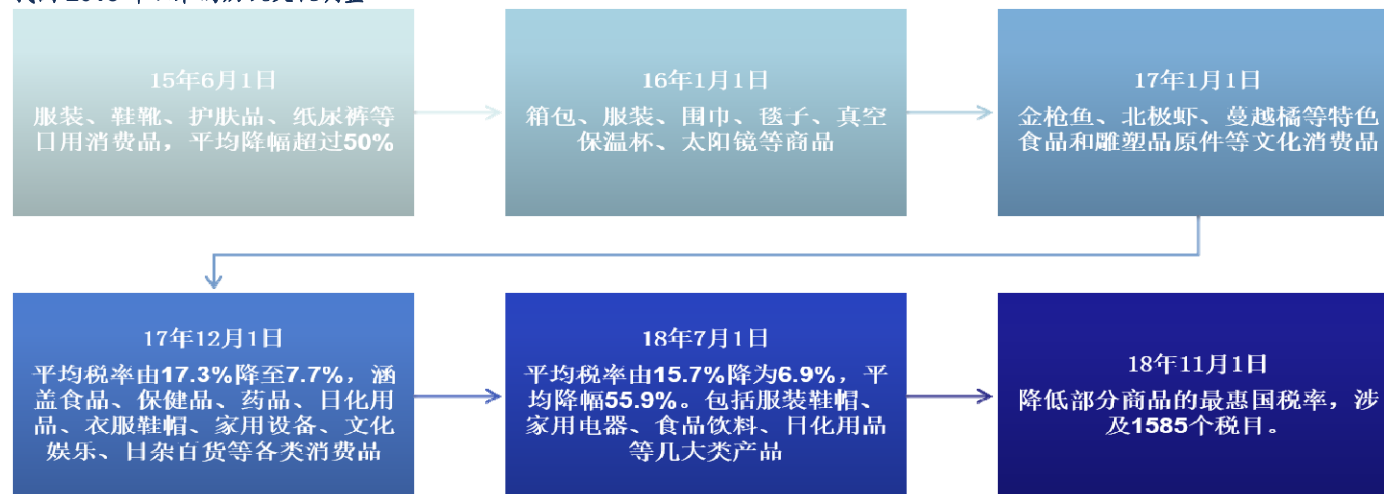 15年6月1日
服装、鞋靴、护肤品、纸尿裤等
日用消费品，平均降幅超过50%
16年1月1日
箱包、服装、围巾、毯子、真空
保温杯、太阳镜等商品
17年1月1日
金枪鱼、北极虾、蔓越橘等特色
食品和雕塑品原件等文化消费品
17年12月1日
平均税率由17.3%降至7.7%，涵
盖食品、保健品、药品、日化用
品、衣服鞋帽、家用设备、文化
娱乐、日杂百货等各类消费品
18年7月1日
平均税率由15.7%降为6.9%，平
均降幅55.9%。包括服装鞋帽、
家用电器、食品饮料、日化用品
等几大类产品
18年11月1日
降低部分商品的最惠国税率，涉
及1585个税目。